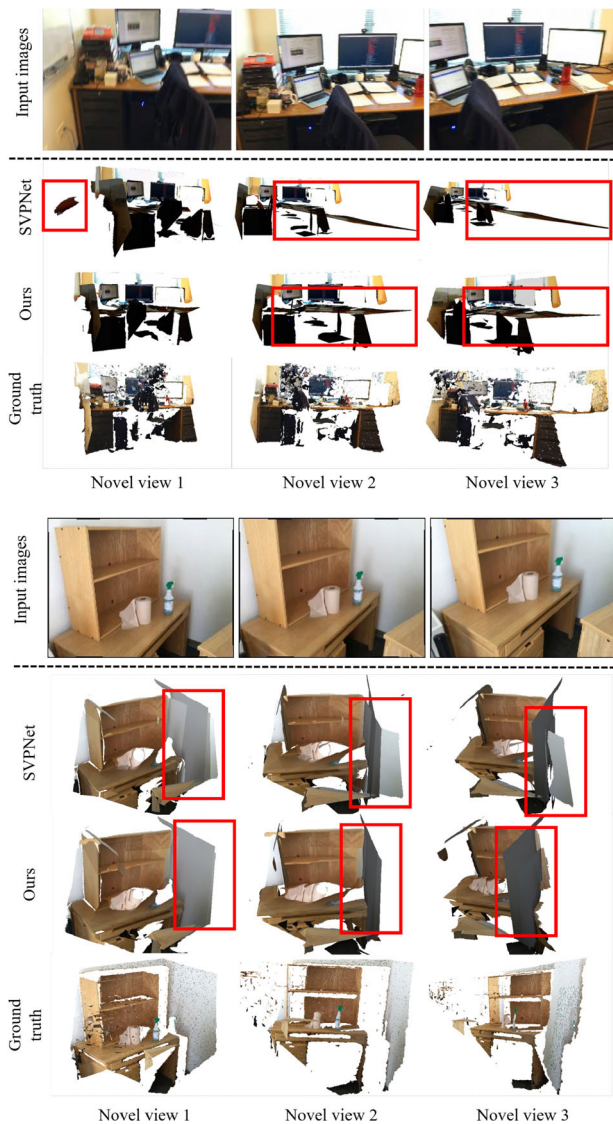 Input images
SVPNet
Ours
Ground
truth
Novel view 1
Novel view 2
Novel view 3
Input images
SVPNet
Ours
Ground
truth
Novel view 1
Novel view 2
Novel view 3